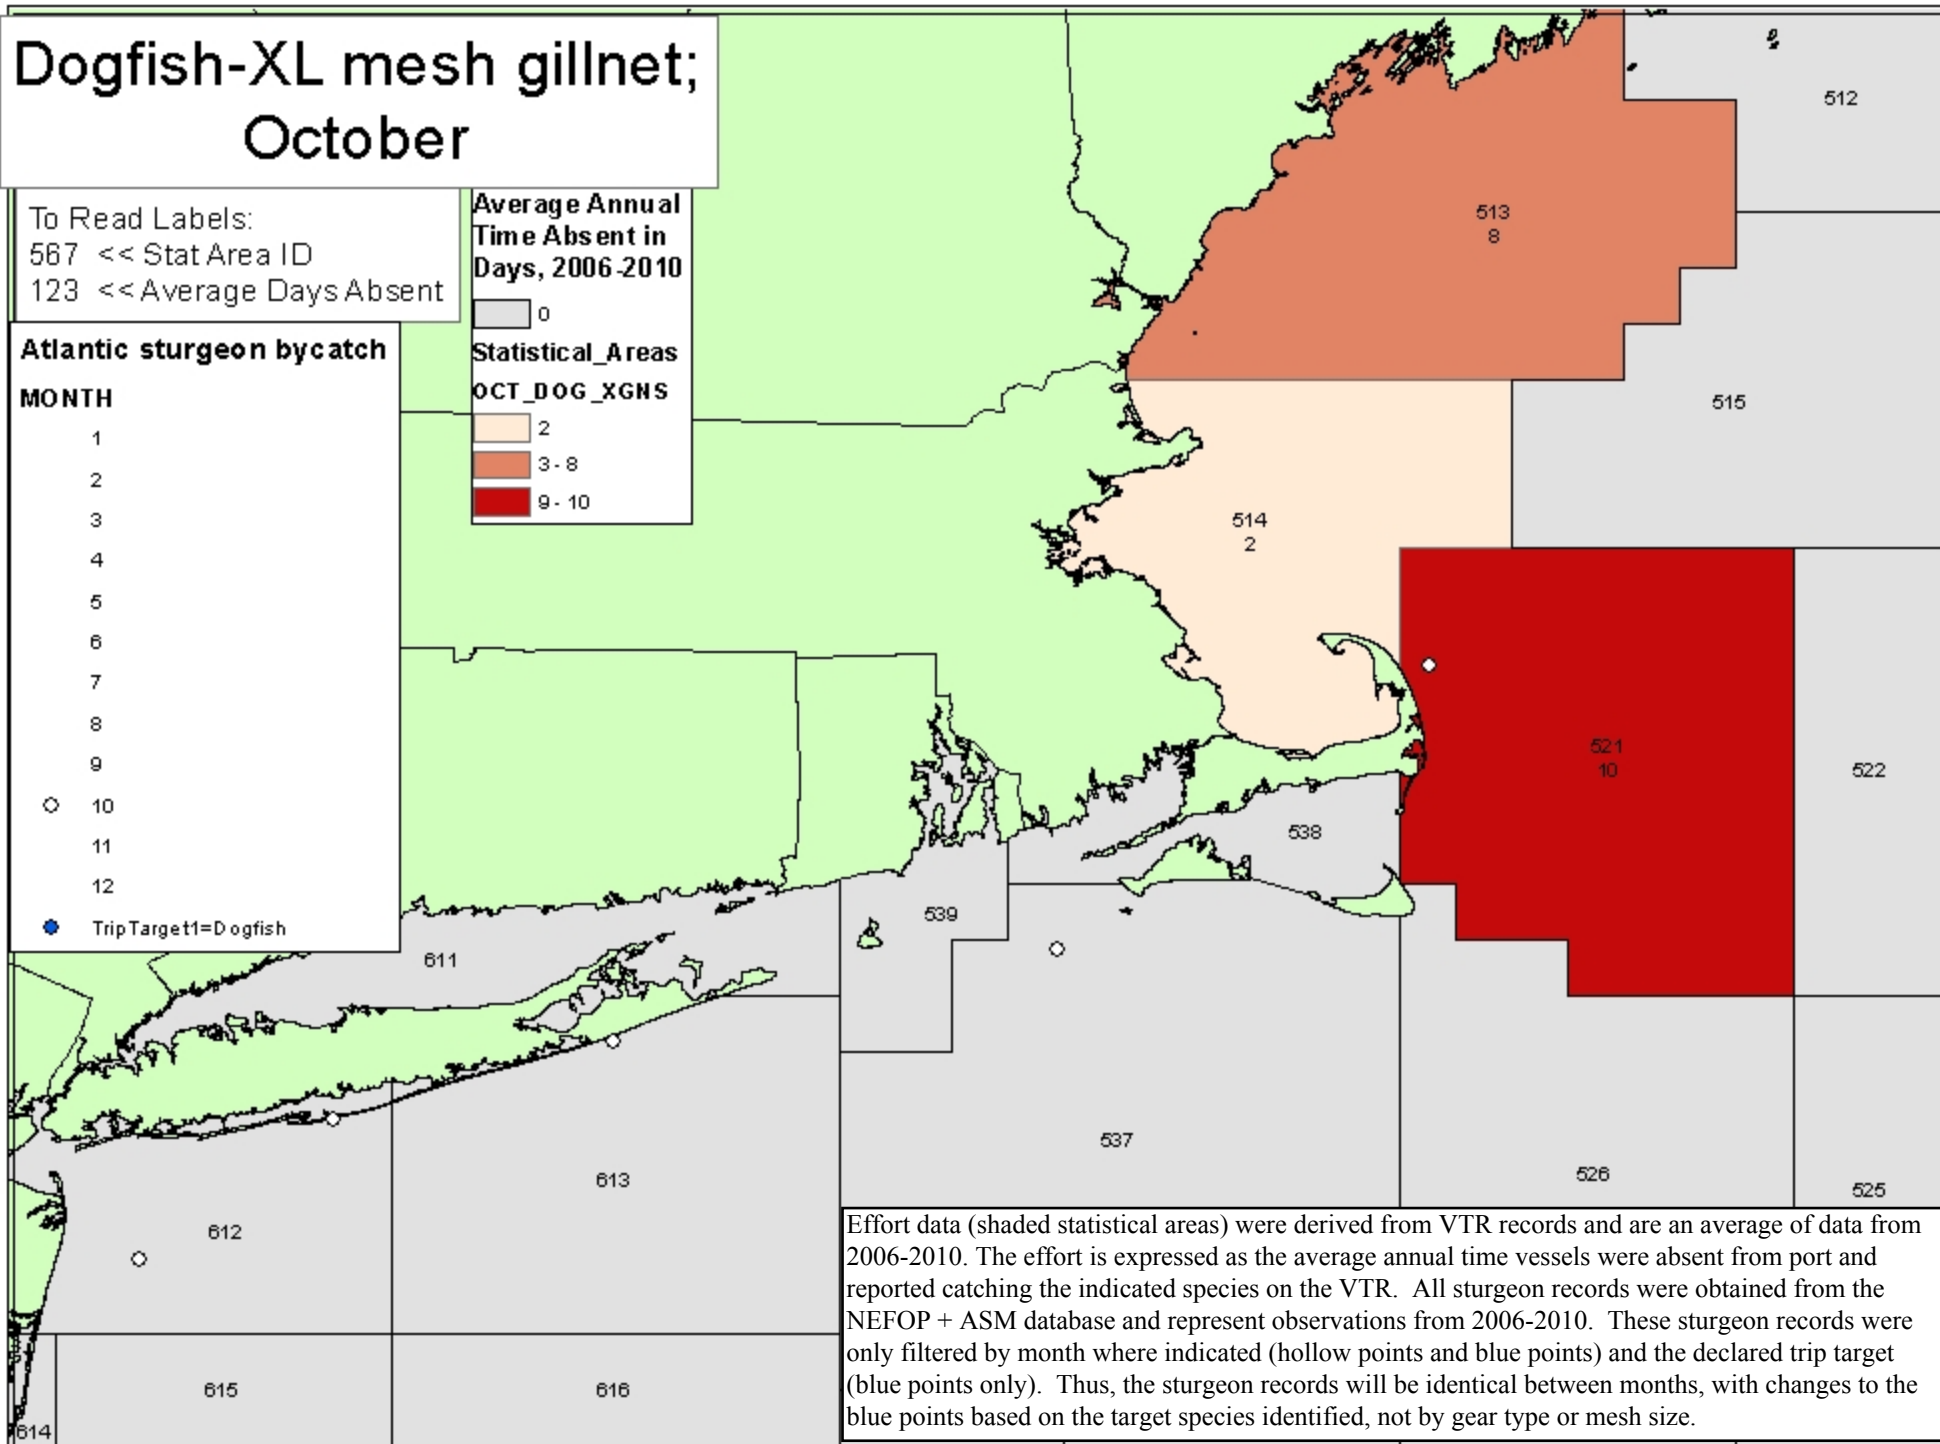 Dogfish-XL mesh gillnet;
October
To Read Labels:
567 << Stat Area ID
123 << Average Days Absent
Average Annual
Time Absent in
Days, 2006-2010
0
Statistical_Areas
OCT_DOG_XGNS
2
3 - 8
9 - 10
Atlantic sturgeon bycatch
MONTH
1
2
3
4
5
6
7
8
9
10
11
12
TripTarget1=Dogfish
512
513
8
515
514
2
521
10
522
538
539
611
537
613
526
525
612
615
616
614
Effort data (shaded statistical areas) were derived from VTR records and are an average of data from
2006-2010. The effort is expressed as the average annual time vessels were absent from port and
reported catching the indicated species on the VTR. All sturgeon records were obtained from the
NEFOP + ASM database and represent observations from 2006-2010. These sturgeon records were
only filtered by month where indicated (hollow points and blue points) and the declared trip target
(blue points only). Thus, the sturgeon records will be identical between months, with changes to the
blue points based on the target species identified, not by gear type or mesh size.